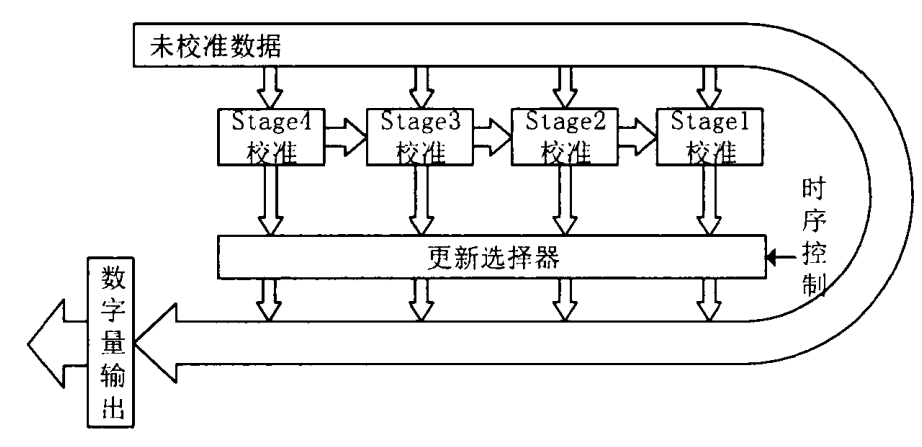 未校准数据
Stage4
校准
Stage3
校准
Stage2
校准
Stage1
校准
时序控制
更新选择器
数字量输出